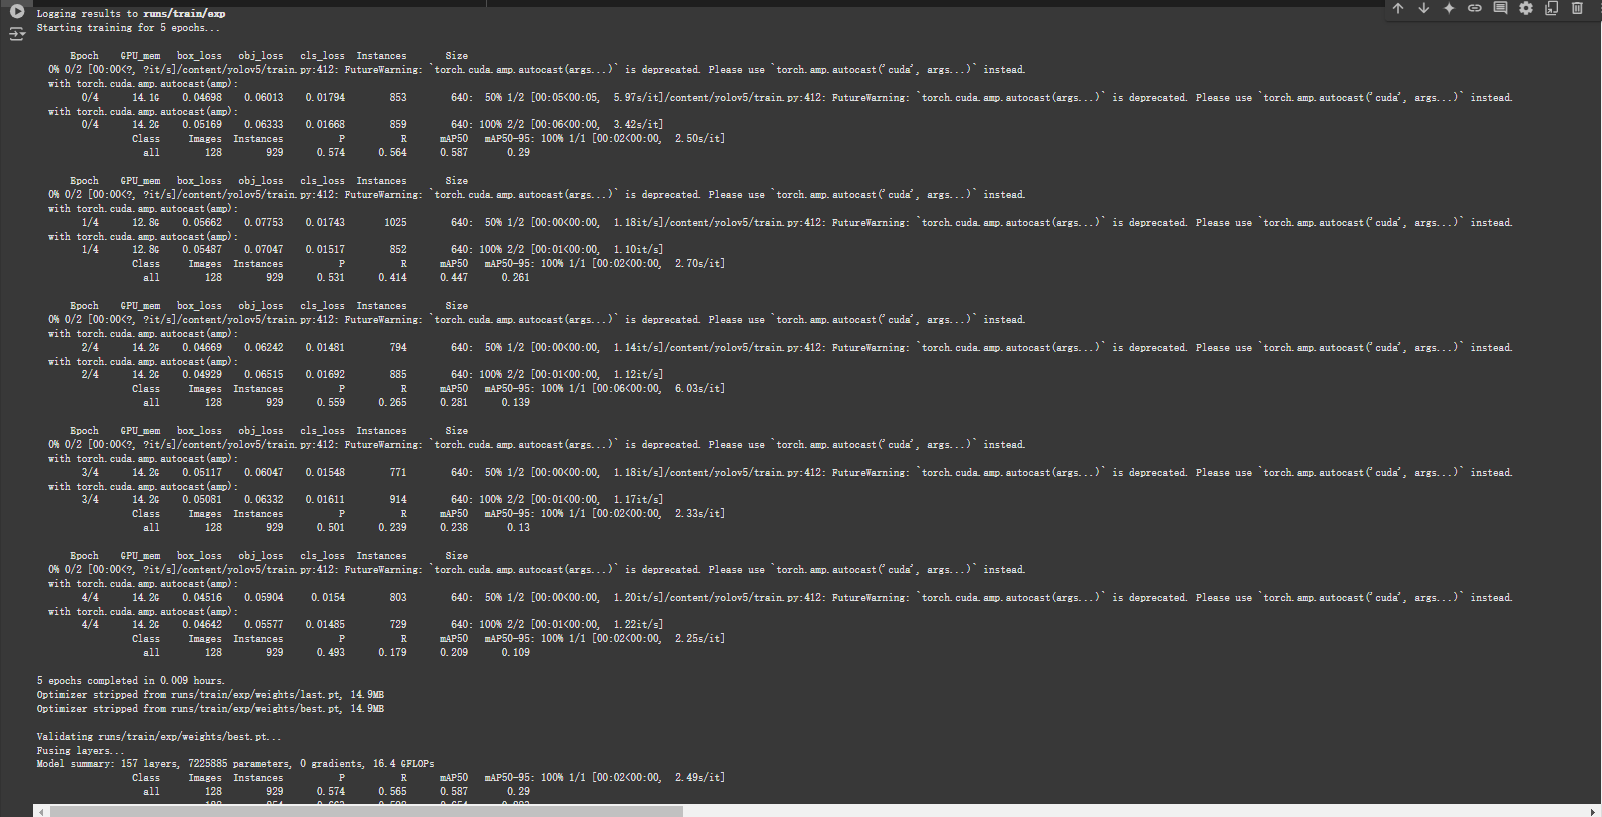 Logging results to runs/train/exp
Starting training for 5 epochs...
Epoch GPU_mem box_loss obj_loss cls_loss Instances Size
0% 0/2 [00:00<?, ?it/s]/content/yolov5/train.py:412: FutureWarning: `torch.cuda.amp.autocast(args...)` is deprecated. Please use `torch.amp.autocast('cuda', args...)` instead.
with torch.cuda.amp.autocast(amp):
0/4 14.1G 0.04698 0.06013 0.01794 853 640: 50% 1/2 [00:05<00:05, 5.97s/it]/content/yolov5/train.py:412: FutureWarning: `torch.cuda.amp.autocast(args...)` is deprecated. Please use `torch.amp.autocast('cuda', args...)` instead.
with torch.cuda.amp.autocast(amp):
0/4 14.2G 0.05169 0.06333 0.01668 859 640: 100% 2/2 [00:06<00:00, 3.42s/it]
Class Images Instances P R mAP50 mAP50-95: 100% 1/1 [00:02<00:00, 2.50s/it]
all 128 929 0.574 0.564 0.587 0.29
Epoch GPU_mem box_loss obj_loss cls_loss Instances Size
0% 0/2 [00:00<?, ?it/s]/content/yolov5/train.py:412: FutureWarning: `torch.cuda.amp.autocast(args...)` is deprecated. Please use `torch.amp.autocast('cuda', args...)` instead.
with torch.cuda.amp.autocast(amp):
1/4 12.8G 0.05662 0.07753 0.01743 1025 640: 50% 1/2 [00:00<00:00, 1.18it/s]/content/yolov5/train.py:412: FutureWarning: `torch.cuda.amp.autocast(args...)` is deprecated. Please use `torch.amp.autocast('cuda', args...)` instead.
with torch.cuda.amp.autocast(amp):
1/4 12.8G 0.05487 0.07047 0.01517 852 640: 100% 2/2 [00:01<00:00, 1.10it/s]
Class Images Instances P R mAP50 mAP50-95: 100% 1/1 [00:02<00:00, 2.70s/it]
all 128 929 0.531 0.414 0.447 0.261
Epoch GPU_mem box_loss obj_loss cls_loss Instances Size
0% 0/2 [00:00<?, ?it/s]/content/yolov5/train.py:412: FutureWarning: `torch.cuda.amp.autocast(args...)` is deprecated. Please use `torch.amp.autocast('cuda', args...)` instead.
with torch.cuda.amp.autocast(amp):
2/4 14.2G 0.04669 0.06242 0.01481 794 640: 50% 1/2 [00:00<00:00, 1.14it/s]/content/yolov5/train.py:412: FutureWarning: `torch.cuda.amp.autocast(args...)` is deprecated. Please use `torch.amp.autocast('cuda', args...)` instead.
with torch.cuda.amp.autocast(amp):
2/4 14.2G 0.04929 0.06515 0.01692 885 640: 100% 2/2 [00:01<00:00, 1.12it/s]
Class Images Instances P R mAP50 mAP50-95: 100% 1/1 [00:06<00:00, 6.03s/it]
all 128 929 0.559 0.265 0.281 0.139
Epoch GPU_mem box_loss obj_loss cls_loss Instances Size
0% 0/2 [00:00<?, ?it/s]/content/yolov5/train.py:412: FutureWarning: `torch.cuda.amp.autocast(args...)` is deprecated. Please use `torch.amp.autocast('cuda', args...)` instead.
with torch.cuda.amp.autocast(amp):
3/4 14.2G 0.05117 0.06047 0.01548 771 640: 50% 1/2 [00:00<00:00, 1.18it/s]/content/yolov5/train.py:412: FutureWarning: `torch.cuda.amp.autocast(args...)` is deprecated. Please use `torch.amp.autocast('cuda', args...)` instead.
with torch.cuda.amp.autocast(amp):
3/4 14.2G 0.05081 0.06332 0.01611 914 640: 100% 2/2 [00:01<00:00, 1.17it/s]
Class Images Instances P R mAP50 mAP50-95: 100% 1/1 [00:02<00:00, 2.33s/it]
all 128 929 0.501 0.239 0.238 0.13
Epoch GPU_mem box_loss obj_loss cls_loss Instances Size
0% 0/2 [00:00<?, ?it/s]/content/yolov5/train.py:412: FutureWarning: `torch.cuda.amp.autocast(args...)` is deprecated. Please use `torch.amp.autocast('cuda', args...)` instead.
with torch.cuda.amp.autocast(amp):
4/4 14.2G 0.04516 0.05904 0.0154 803 640: 50% 1/2 [00:00<00:00, 1.20it/s]/content/yolov5/train.py:412: FutureWarning: `torch.cuda.amp.autocast(args...)` is deprecated. Please use `torch.amp.autocast('cuda', args...)` instead.
with torch.cuda.amp.autocast(amp):
4/4 14.2G 0.04642 0.05577 0.01485 729 640: 100% 2/2 [00:01<00:00, 1.22it/s]
Class Images Instances P R mAP50 mAP50-95: 100% 1/1 [00:02<00:00, 2.25s/it]
all 128 929 0.493 0.179 0.209 0.109
5 epochs completed in 0.009 hours.
Optimizer stripped from runs/train/exp/weights/last.pt, 14.9MB
Optimizer stripped from runs/train/exp/weights/best.pt, 14.9MB
Validating runs/train/exp/weights/best.pt...
Fusing layers...
Model summary: 157 layers, 7225885 parameters, 0 gradients, 16.4 GFLOPs
Class Images Instances P R mAP50 mAP50-95: 100% 1/1 [00:02<00:00, 2.49s/it]
all 128 929 0.574 0.565 0.587 0.29